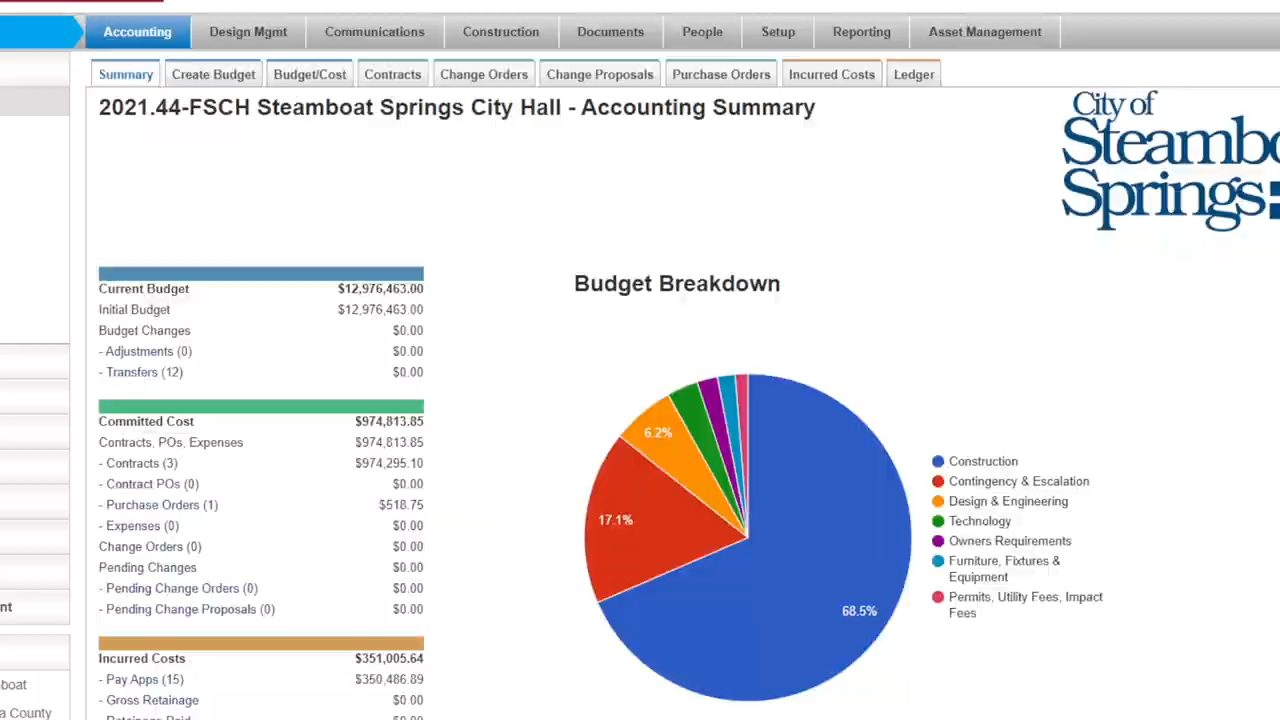 Accounting
Design Mgmt
Communications
Construction
Documents
People
Setup
Reporting
Asset Management
Summary
Create Budget
Budget/Cost
Contracts
Change Orders
Change Proposals
Purchase Orders
Incurred Costs
Ledger
2021.44-FSCH Steamboat Springs City Hall - Accounting Summary
City of
Steambo
Springs
Current Budget $12,976,463.00
Initial Budget $12,976,463.00
Budget Changes $0.00
- Adjustments (0) $0.00
- Transfers (12) $0.00
Committed Cost $974,813.85
Contracts, POs, Expenses $974,813.85
- Contracts (3) $974,295.10
- Contract POs (0) $0.00
- Purchase Orders (1) $518.75
- Expenses (0) $0.00
Change Orders (0) $0.00
Pending Changes $0.00
- Pending Change Orders (0) $0.00
- Pending Change Proposals (0) $0.00
Incurred Costs $351,005.64
- Pay Apps (15) $350,486.89
- Gross Retainage $0.00
- Retainage Paid $0.00
Budget Breakdown
6.2%
17.1%
68.5%
Construction
Contingency & Escalation
Design & Engineering
Technology
Owners Requirements
Furniture, Fixtures &
Equipment
Permits, Utility Fees, Impact
Fees
nt
boat
a County